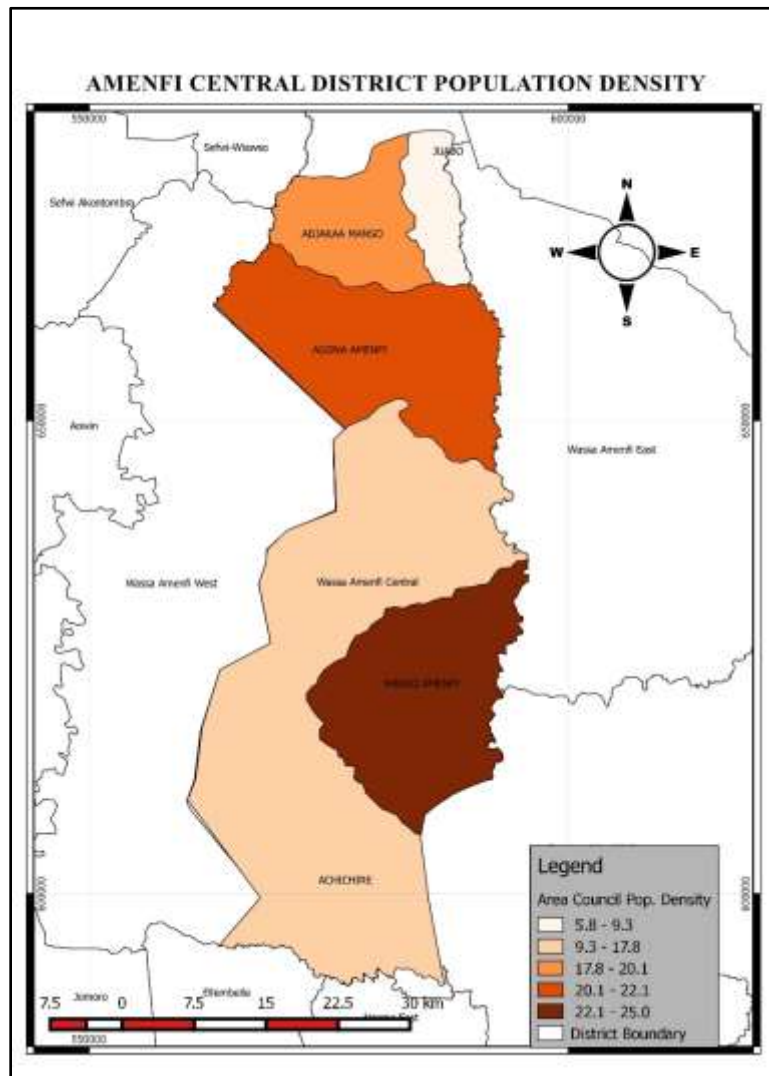 AMENFI CENTRAL DISTRICT POPULATION DENSITY
550000
600000
Sefwi-Wiawso
JUABO
Sefwi Akontombra
ADJAKAA MANSO
N
W
E
S
AGONA AMENFI
650000
650000
Aowin
Wassa Amenfi East
Wassa Amenfi West
Wassa Amenfi Central
AMENFI
ACHICHIRE
600000
600000
Legend
Area Council Pop. Density
5.8 - 9.3
9.3 - 17.8
17.8 - 20.1
20.1 - 22.1
22.1 - 25.0
District Boundary
Jomoro
Ellembelle
East
7.5 0 7.5 15 22.5 30 km
550000